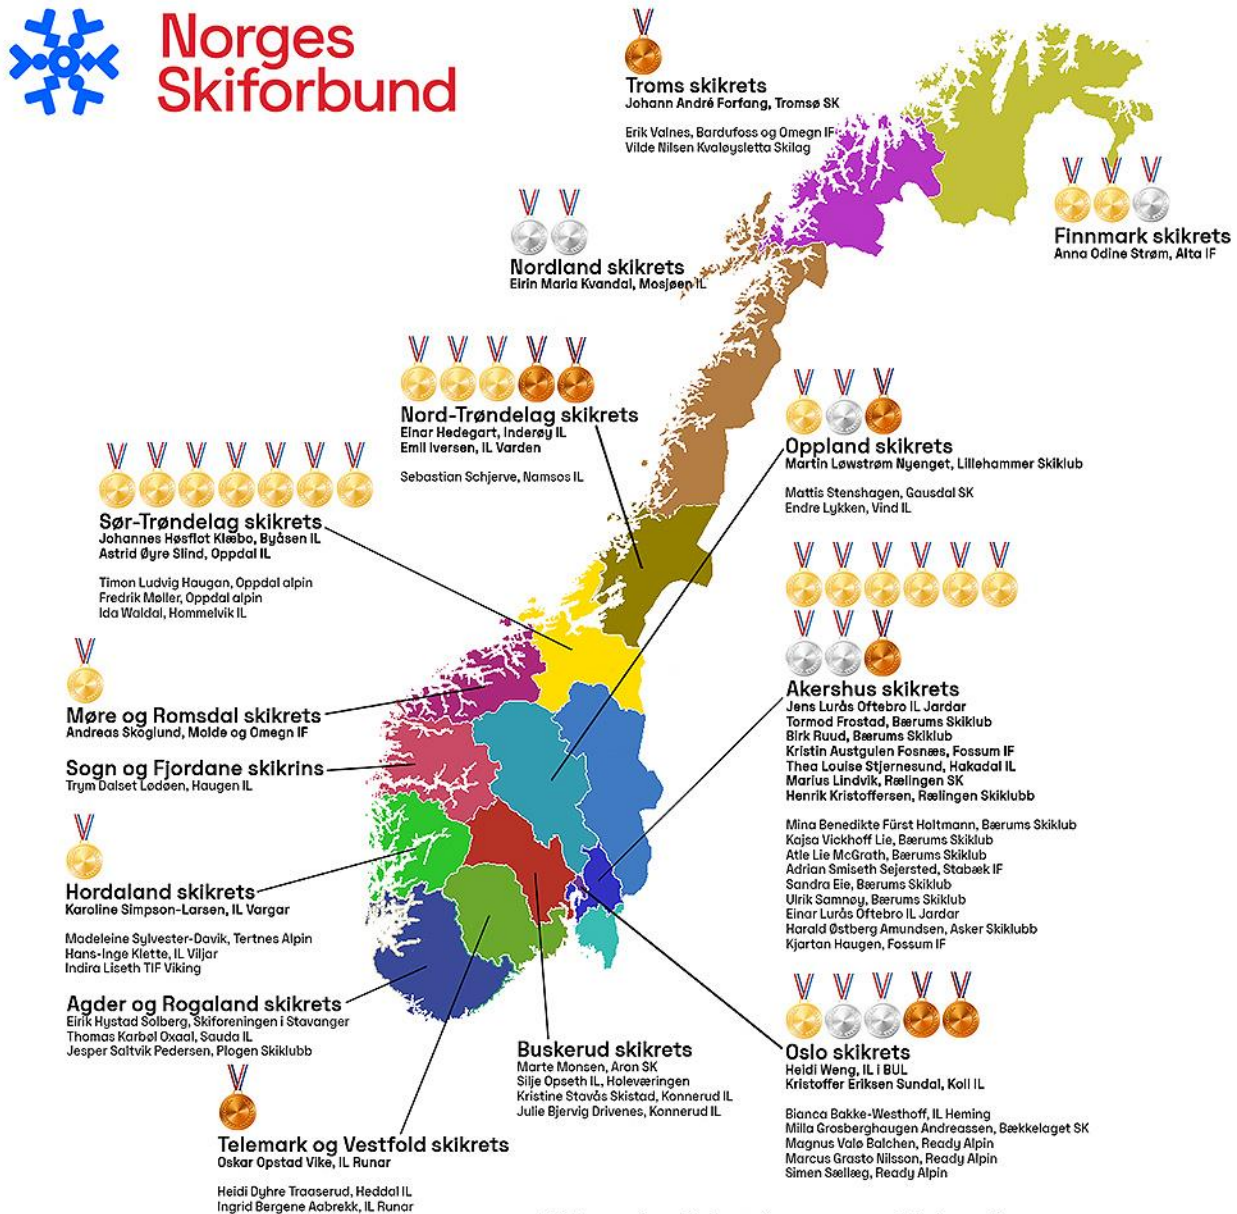 Norges
Skiforbund
Troms skikrets
Johann André Forfang, Tromsø SK
Erik Valnes, Bardufoss og Omegn IF
Vilde Nilsen Kvaløysletta Skilag
Finnmark skikrets
Anna Odine Strøm, Alta IF
Nordland skikrets
Eirin Maria Kvandal, Mosjøen IL
Nord-Trøndelag skikrets
Einar Hedegart, Inderøy IL
Emil Iversen, IL Varden
Sebastian Schjerve, Namsos IL
Oppland skikrets
Martin Løwstrøm Nyenget, Lillehammer Skiklub
Mattis Stenshagen, Gausdal SK
Endre Lykken, Vind IL
Sør-Trøndelag skikrets
Johannes Høsflot Klæbo, Byåsen IL
Astrid Øyre Slind, Oppdal IL
Timon Ludvig Haugan, Oppdal alpin
Fredrik Møller, Oppdal alpin
Ida Waldal, Hommelvik IL
Akershus skikrets
Jens Lurås Oftebro IL Jardar
Tormod Frostad, Bærums Skiklub
Birk Ruud, Bærums Skiklub
Kristin Austgulen Fosnæs, Fossum IF
Thea Louise Stjernesund, Hakadal IL
Marius Lindvik, Rælingen SK
Henrik Kristoffersen, Rælingen Skiklubb
Mina Benedikte Fürst Holtmann, Bærums Skiklub
Kajsa Vickhoff Lie, Bærums Skiklub
Atle Lie McGrath, Bærums Skiklub
Adrian Smiseth Sejersted, Stabæk IF
Sandra Eie, Bærums Skiklub
Ulrik Samnøy, Bærums Skiklub
Einar Lurås Oftebro IL Jardar
Harald Østberg Amundsen, Asker Skiklubb
Kjartan Haugen, Fossum IF
Møre og Romsdal skikrets
Andreas Skoglund, Molde og Omegn IF
Sogn og Fjordane skikrins
Trym Dalset Lødøen, Haugen IL
Hordaland skikrets
Karoline Simpson-Larsen, IL Vargar
Madeleine Sylvester-Davik, Tertnes Alpin
Hans-Inge Klette, IL Viljar
Indira Liseth TIF Viking
Agder og Rogaland skikrets
Eirik Hystad Solberg, Skiforeningen i Stavanger
Thomas Karbøl Oxaal, Sauda IL
Jesper Saltvik Pedersen, Plogen Skiklubb
Buskerud skikrets
Marte Monsen, Aron SK
Silje Opseth IL, Holeværingen
Kristine Stavås Skistad, Konnerud IL
Julie Bjervig Drivenes, Konnerud IL
Oslo skikrets
Heidi Weng, IL i BUL
Kristoffer Eriksen Sundal, Koll IL
Bianca Bakke-Westhoff, IL Heming
Milla Grosberghaugen Andreassen, Bækkelaget SK
Magnus Valø Balchen, Ready Alpin
Marcus Grasto Nilsson, Ready Alpin
Simen Sællæg, Ready Alpin
Telemark og Vestfold skikrets
Oskar Opstad Vike, IL Runar
Heidi Dyhre Traaserud, Heddal IL
Ingrid Bergene Aabrekk, IL Runar